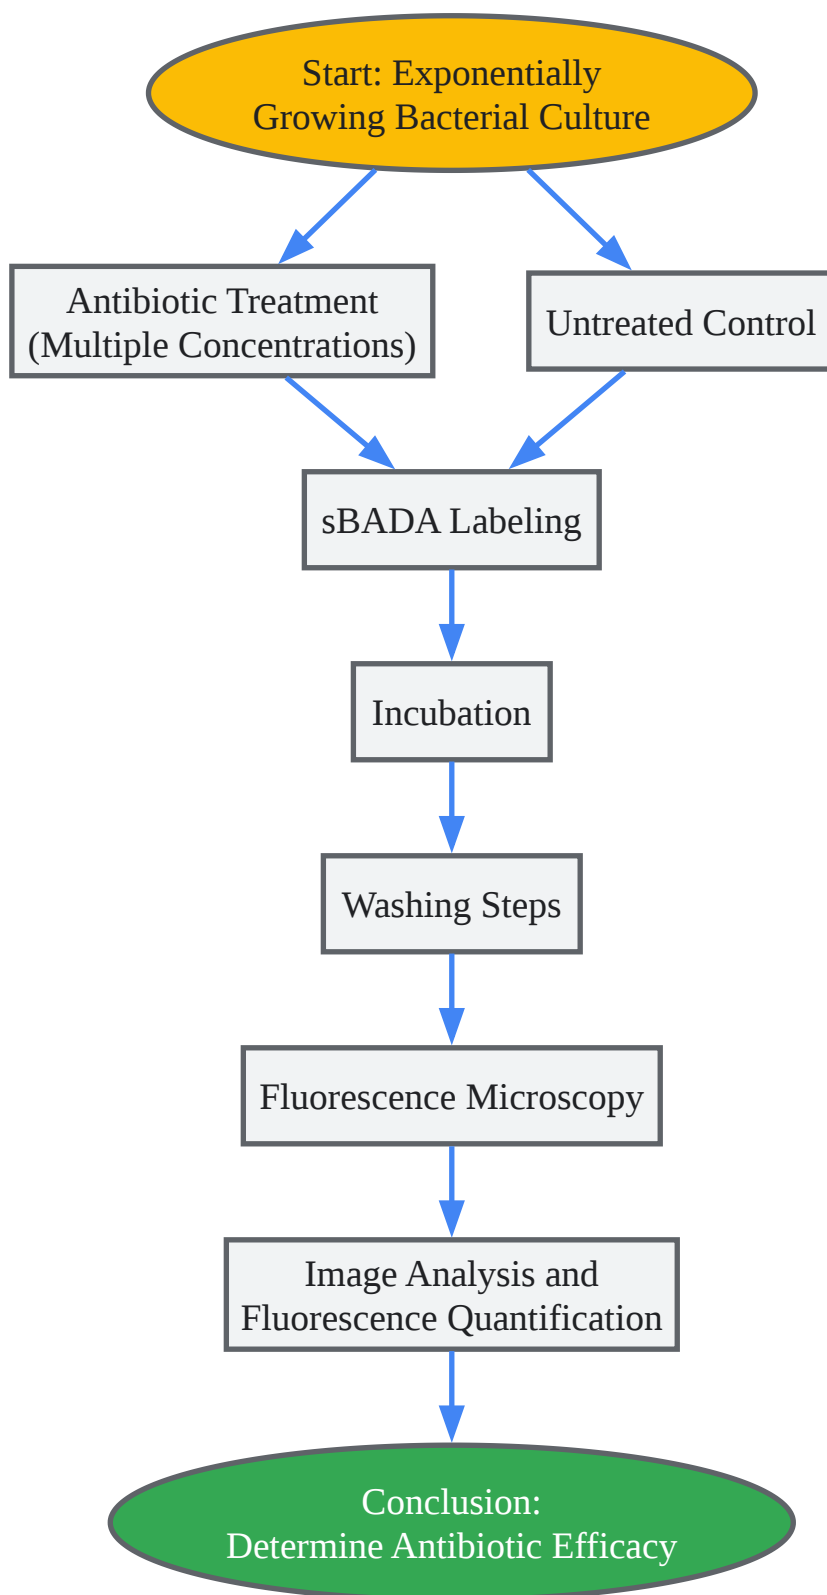 Start: Exponentially
Growing Bacterial Culture
Antibiotic Treatment
(Multiple Concentrations)
Untreated Control
sBADA Labeling
Incubation
Washing Steps
Fluorescence Microscopy
Image Analysis and
Fluorescence Quantification
Conclusion:
Determine Antibiotic Efficacy